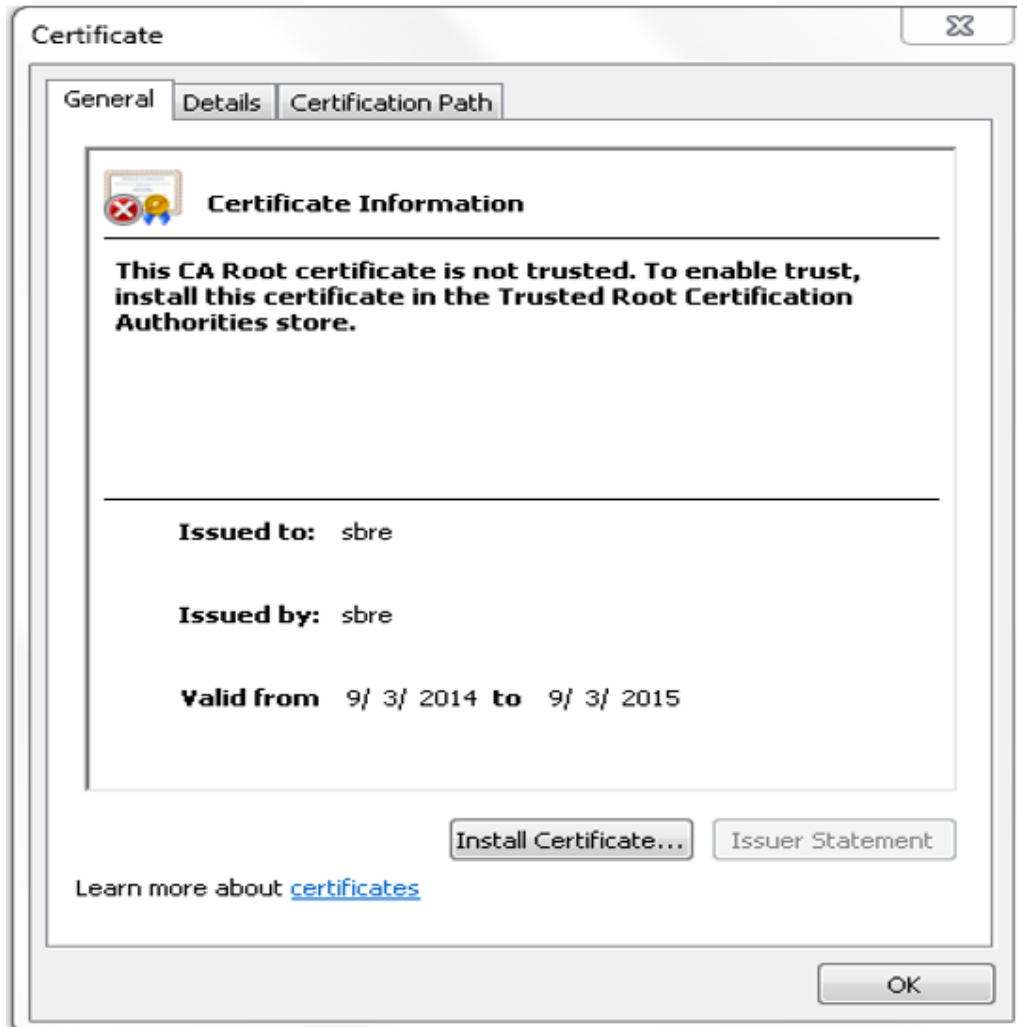 Certificate
General Details Certification Path
Certificate Information
This CA Root certificate is not trusted. To enable trust,
install this certificate in the Trusted Root Certification
Authorities store.
Issued to: sbre
Issued by: sbre
Valid from 9/ 3/ 2014 to 9/ 3/ 2015
Install Certificate... Issuer Statement
Learn more about certificates
OK